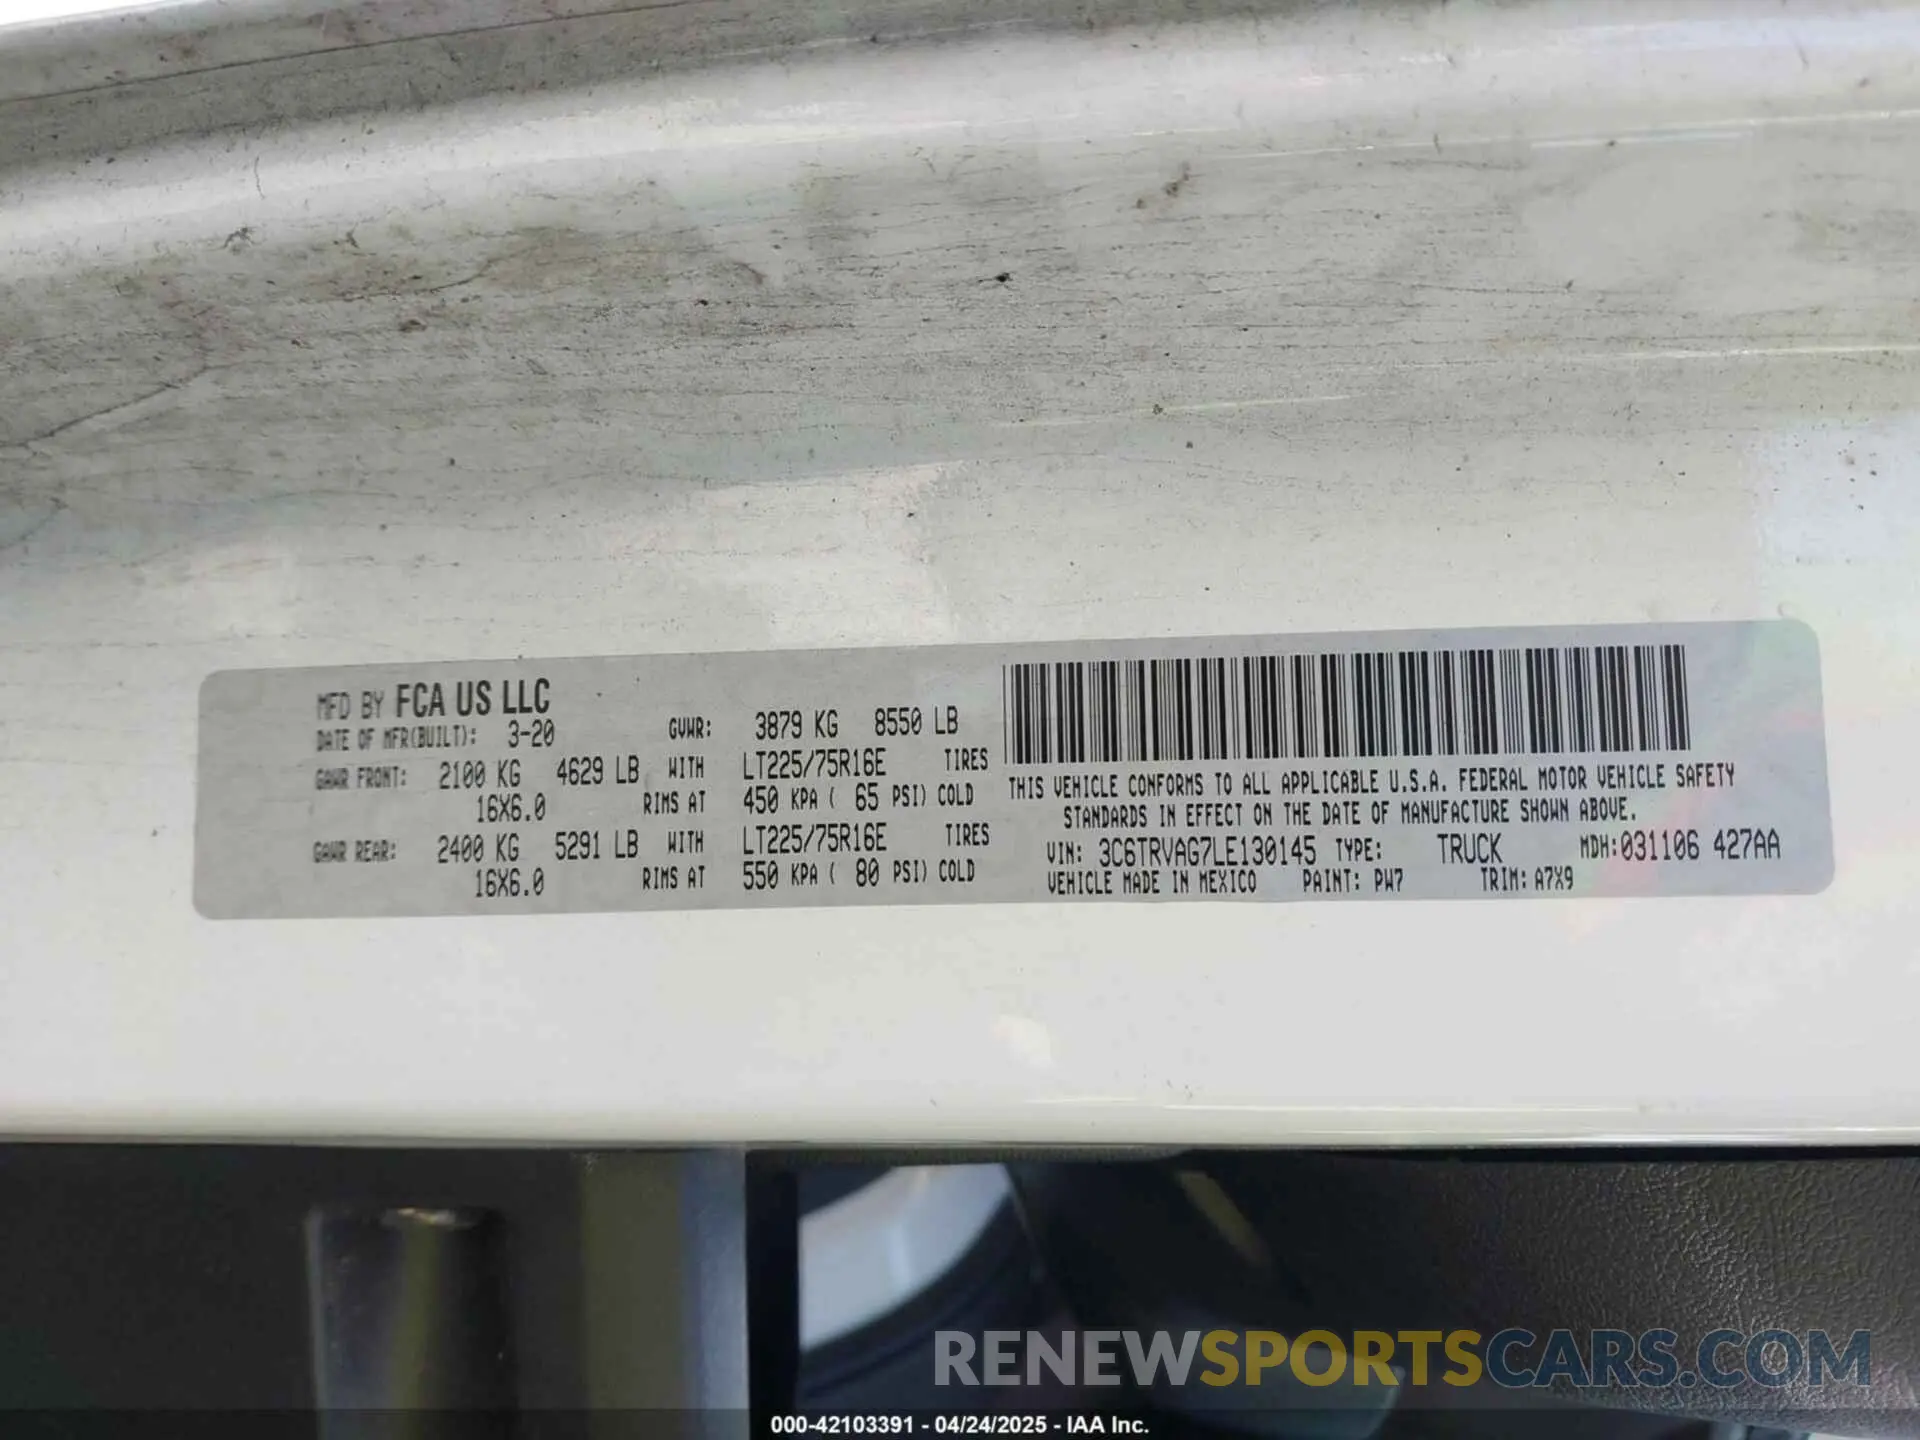 MFD BY FCA US LLC
DATE OF MFR(BUILT): 3-20 GVWR: 3879 KG 8550 LB
GAWR FRONT: 2100 KG 4629 LB WITH LT225/75R16E TIRES
16X6.0 RIMS AT 450 KPA ( 65 PSI) COLD
GAWR REAR: 2400 KG 5291 LB WITH LT225/75R16E TIRES
16X6.0 RIMS AT 550 KPA ( 80 PSI) COLD
THIS VEHICLE CONFORMS TO ALL APPLICABLE U.S.A. FEDERAL MOTOR VEHICLE SAFETY
STANDARDS IN EFFECT ON THE DATE OF MANUFACTURE SHOWN ABOVE.
VIN: 3C6TRVAG7LE130145 TYPE: TRUCK MDH:031106 427AA
VEHICLE MADE IN MEXICO PAINT: PW7 TRIM: A7X9
RENEWSPORTSCARS.COM
000-42103391 - 04/24/2025 - IAA Inc.